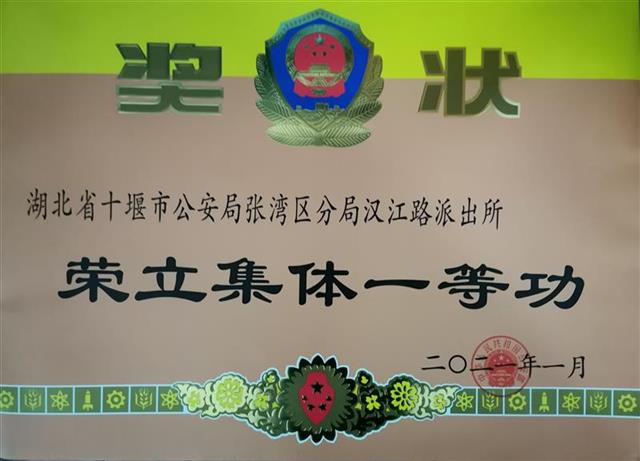 奖状
湖北省十堰市公安局张湾区分局汉江路派出所
荣立集体一等功
二〇二一年一月